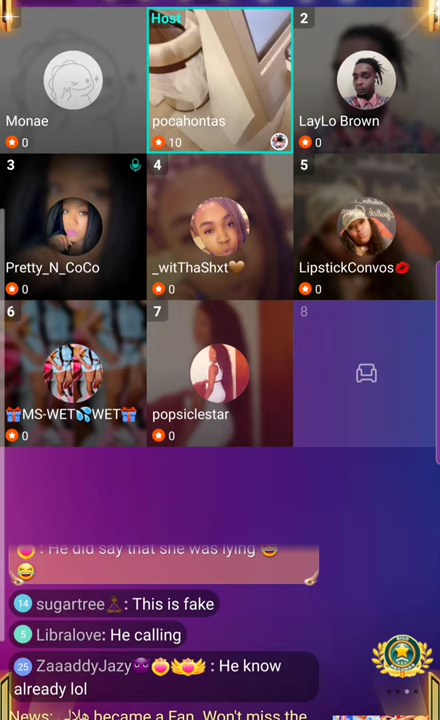 Host
2
Monae
0
pocahontas
10
LayLo Brown
0
3
4
5
Pretty_N_CoCo
0
_witThaShxt🤎
0
LipstickConvos💋
0
6
7
8
🎁MS-WET💦WET🎁
0
popsiclestar
0
: He did say that she was lying 😅
😅
14 sugartree: This is fake
5 Libralove: He calling
25 ZaaaddyJazy😈 : He know
already lol
News: هلال became a Fan. Won't miss the